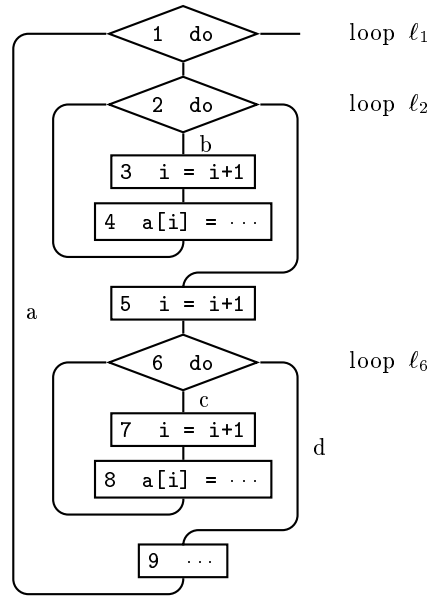 1 do loop ℓ₁
2 do loop ℓ₂
b
3 i = i+1
4 a[i] = ···
a
5 i = i+1
6 do loop ℓ₆
c
7 i = i+1
d
8 a[i] = ···
9 ···